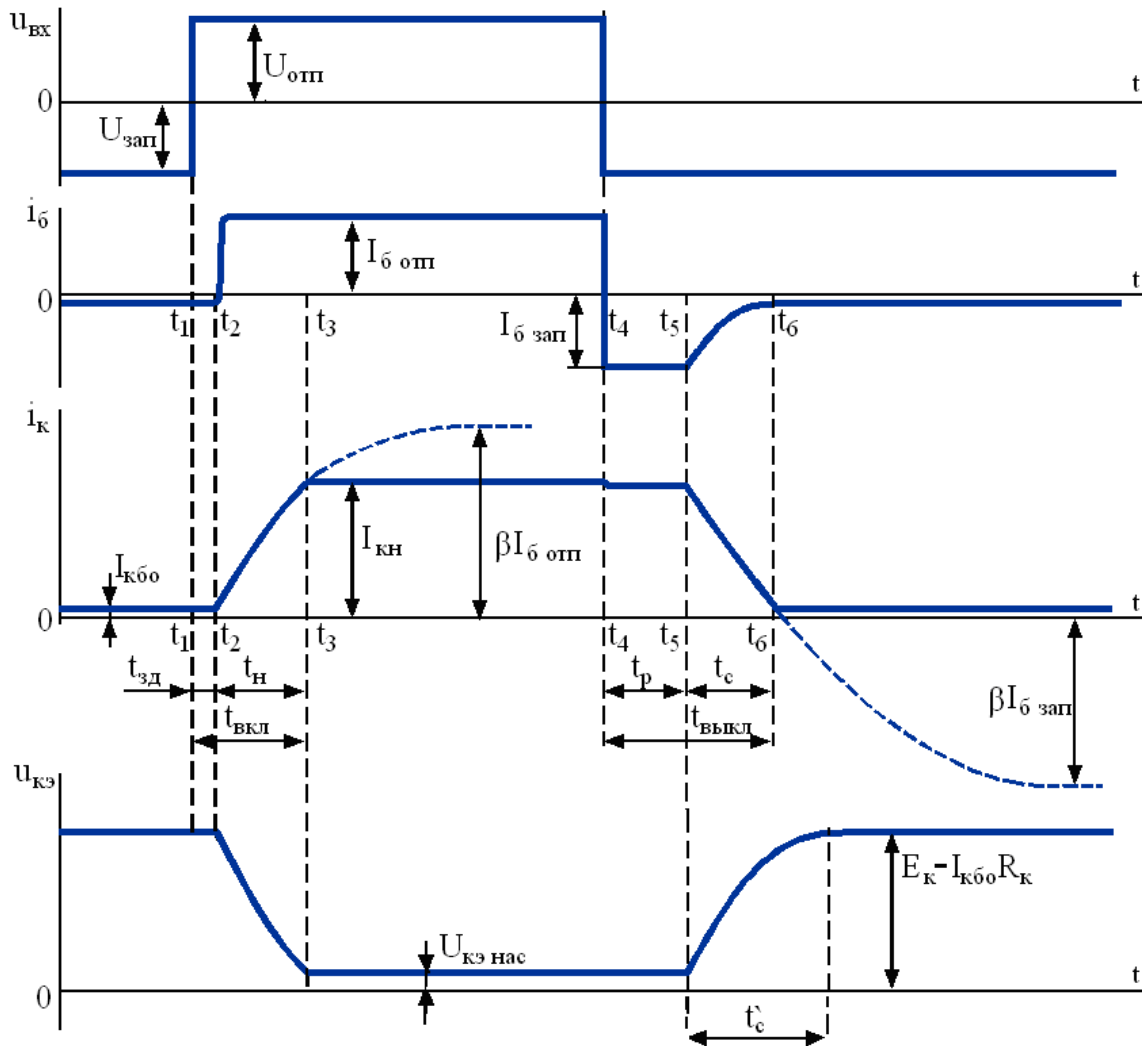 uвх
Uотп
0
t
Uзап
iб
Iб отп
0
t
t1 t2 t3 Iб зап t4 t5 t6
iк
Iкбо
Iкн
βIб отп
0
t
t1 t2 t3 t4 t5 t6
tзд tн tр tс
tвкл tвыкл
βIб зап
uкэ
Eк-IкбоRк
Uкэ нас
0
t
t`с